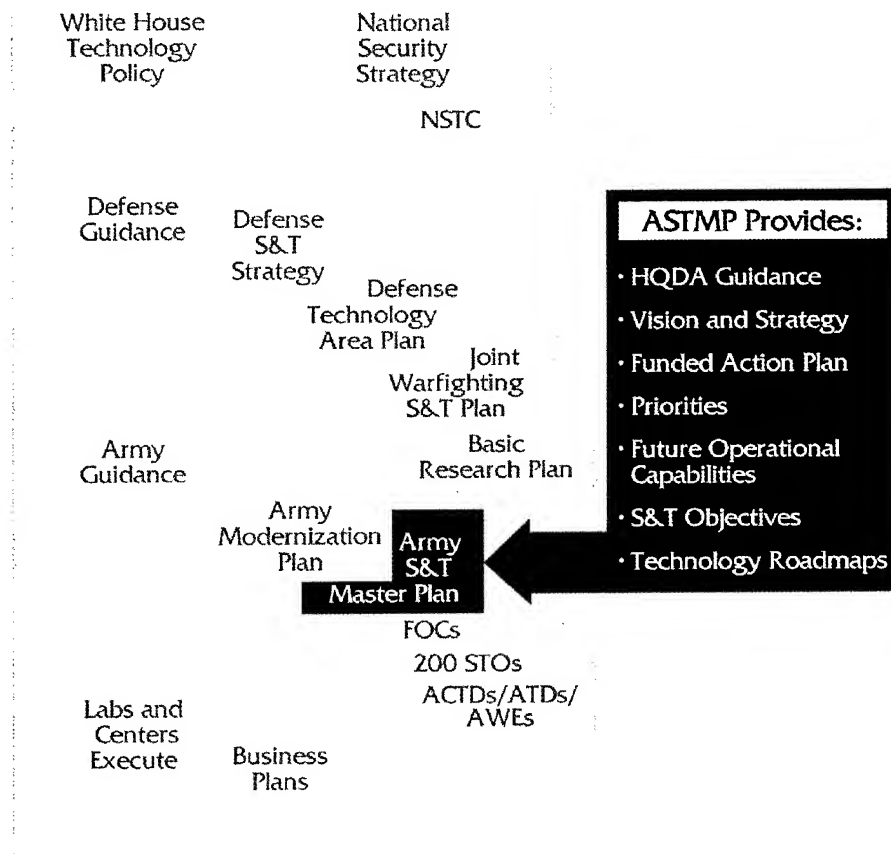 White House
Technology
Policy
National
Security
Strategy
NSTC
Defense
Guidance
Defense
S&T
Strategy
Defense
Technology
Area Plan
Joint
Warfighting
S&T Plan
Basic
Research Plan
Army
Guidance
Army
Modernization
Plan
Army
S&T
Master Plan
FOCs
200 STOs
ACTDs/ATDs/
AWEs
Labs and
Centers
Execute
Business
Plans
ASTMP Provides:
· HQDA Guidance
· Vision and Strategy
· Funded Action Plan
· Priorities
· Future Operational
Capabilities
· S&T Objectives
· Technology Roadmaps